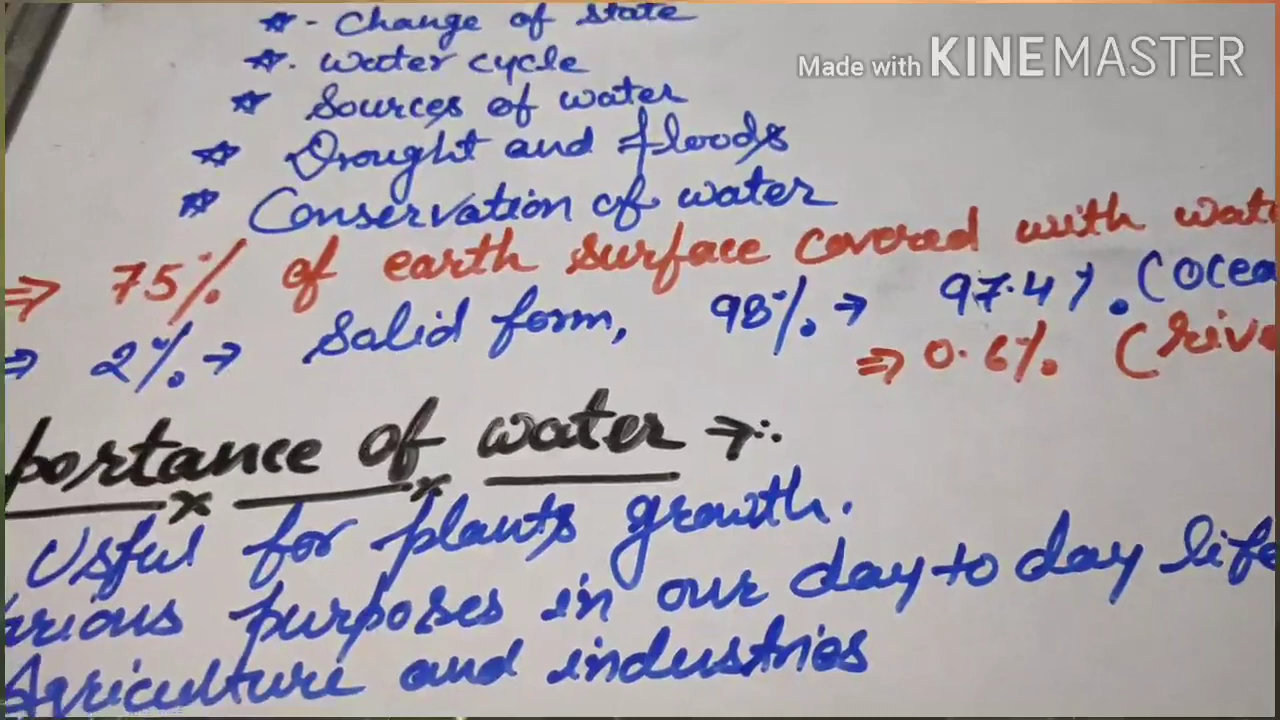 ☆ - Change of state
Made with KINEMASTER
☆. Water cycle
☆ Sources of water
☆ Drought and floods
☆ Conservation of water
⇒ 75% of earth surface covered with wat
⇒ 2% → Solid form, 98% → 97.4%. (Ocea
⇒ 0.6% (rive
portance of water →∴
Usful for plants growth.
arious purposes in our day to day life
Agriculture and industries